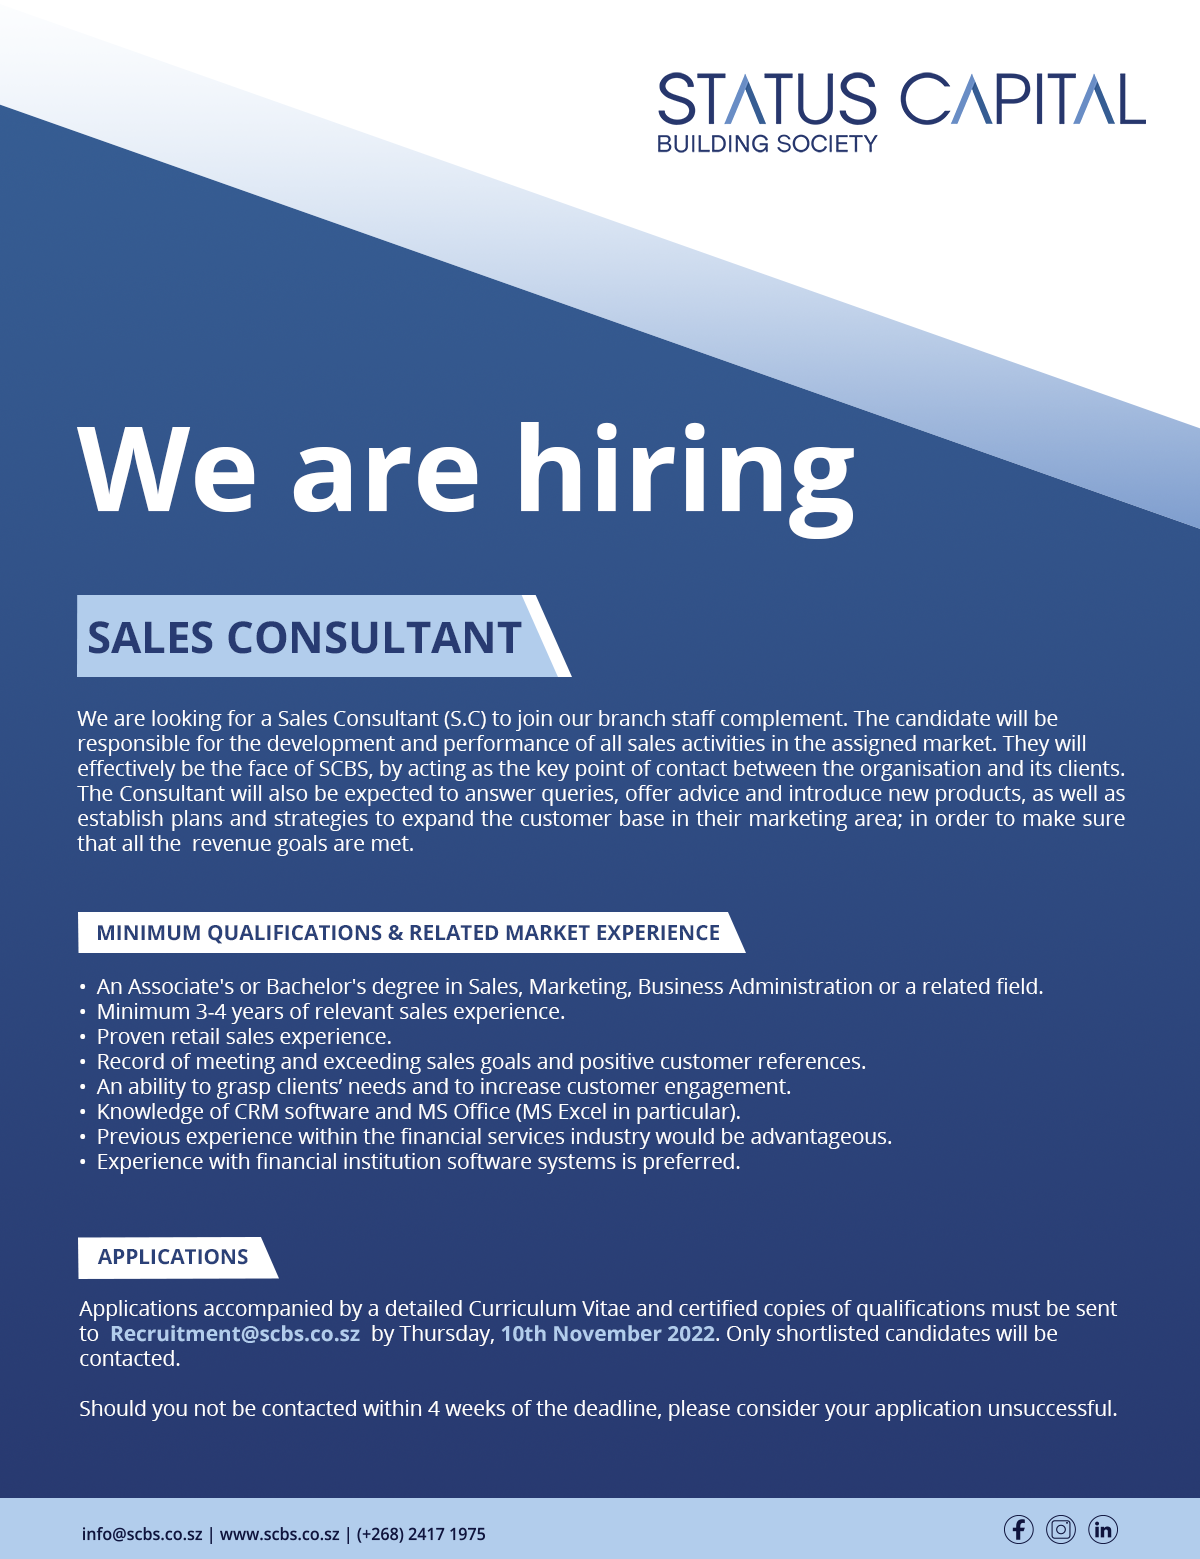 STATUS CAPITAL
BUILDING SOCIETY
We are hiring
SALES CONSULTANT
We are looking for a Sales Consultant (S.C) to join our branch staff complement. The candidate will be
responsible for the development and performance of all sales activities in the assigned market. They will
effectively be the face of SCBS, by acting as the key point of contact between the organisation and its clients.
The Consultant will also be expected to answer queries, offer advice and introduce new products, as well as
establish plans and strategies to expand the customer base in their marketing area; in order to make sure
that all the revenue goals are met.
MINIMUM QUALIFICATIONS & RELATED MARKET EXPERIENCE
• An Associate's or Bachelor's degree in Sales, Marketing, Business Administration or a related field.
• Minimum 3-4 years of relevant sales experience.
• Proven retail sales experience.
• Record of meeting and exceeding sales goals and positive customer references.
• An ability to grasp clients’ needs and to increase customer engagement.
• Knowledge of CRM software and MS Office (MS Excel in particular).
• Previous experience within the financial services industry would be advantageous.
• Experience with financial institution software systems is preferred.
APPLICATIONS
Applications accompanied by a detailed Curriculum Vitae and certified copies of qualifications must be sent
to Recruitment@scbs.co.sz by Thursday, 10th November 2022. Only shortlisted candidates will be
contacted.
Should you not be contacted within 4 weeks of the deadline, please consider your application unsuccessful.
info@scbs.co.sz | www.scbs.co.sz | (+268) 2417 1975